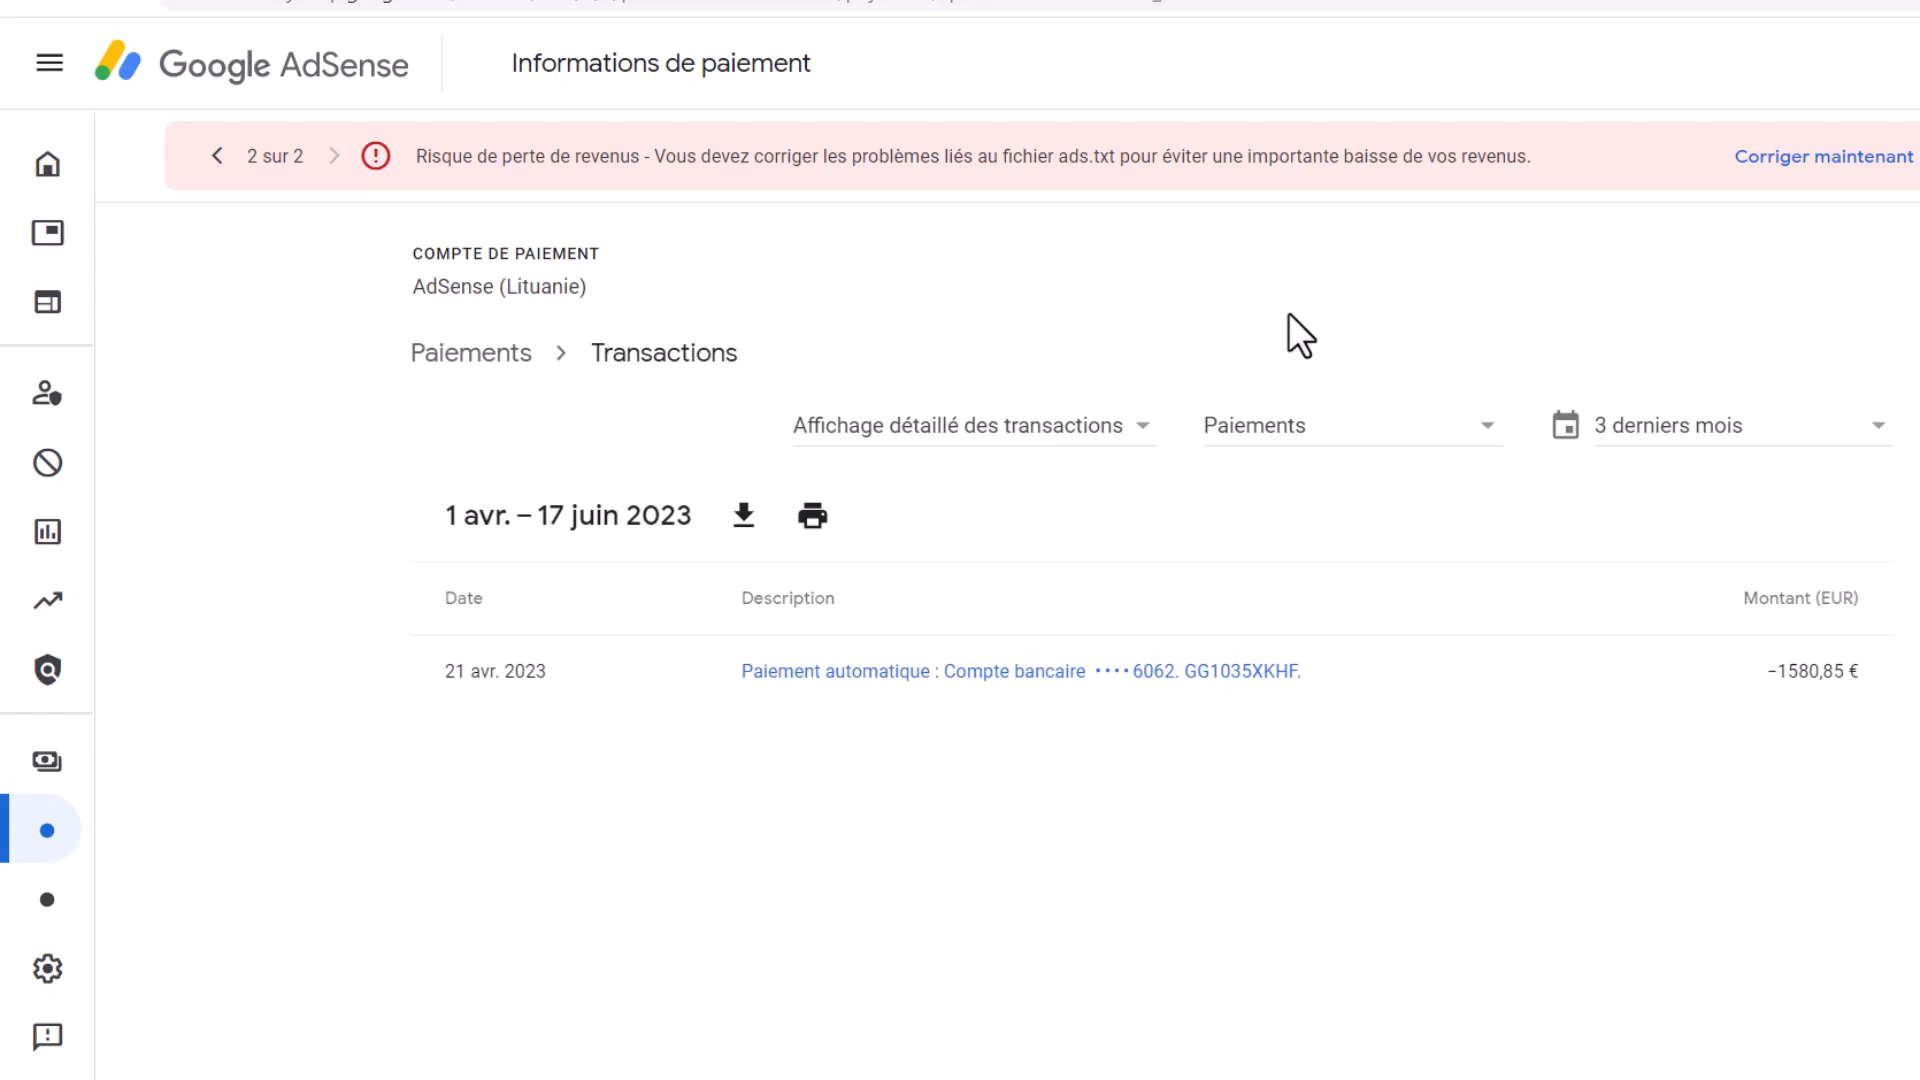 Google AdSense
Informations de paiement
2 sur 2
Risque de perte de revenus - Vous devez corriger les problèmes liés au fichier ads.txt pour éviter une importante baisse de vos revenus.
Corriger maintenant
COMPTE DE PAIEMENT
AdSense (Lituanie)
Paiements > Transactions
Affichage détaillé des transactions
Paiements
3 derniers mois
1 avr. – 17 juin 2023
Date Description Montant (EUR)
21 avr. 2023 Paiement automatique : Compte bancaire ••••6062. GG1035XKHF. −1580,85 €